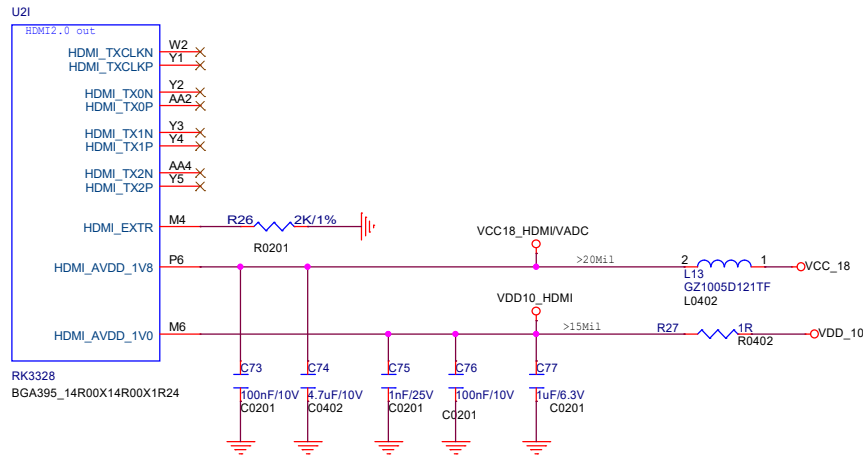 U2I
HDMI2.0 out
HDMI_TXCLKN W2
HDMI_TXCLKP Y1
HDMI_TX0N Y2
HDMI_TX0P AA2
HDMI_TX1N Y3
HDMI_TX1P Y4
HDMI_TX2N AA4
HDMI_TX2P Y5
HDMI_EXTR M4 R26 2K/1%
R0201
VCC18_HDMI/VADC
HDMI_AVDD_1V8 P6 >20Mil 2 1 VCC_18
L13
GZ1005D121TF
L0402
VDD10_HDMI
HDMI_AVDD_1V0 M6 >15Mil R27 1R VDD_10
R0402
C73 C74 C75 C76 C77
100nF/10V 4.7uF/10V 1nF/25V 100nF/10V 1uF/6.3V
C0201 C0402 C0201 C0201 C0201
RK3328
BGA395_14R00X14R00X1R24